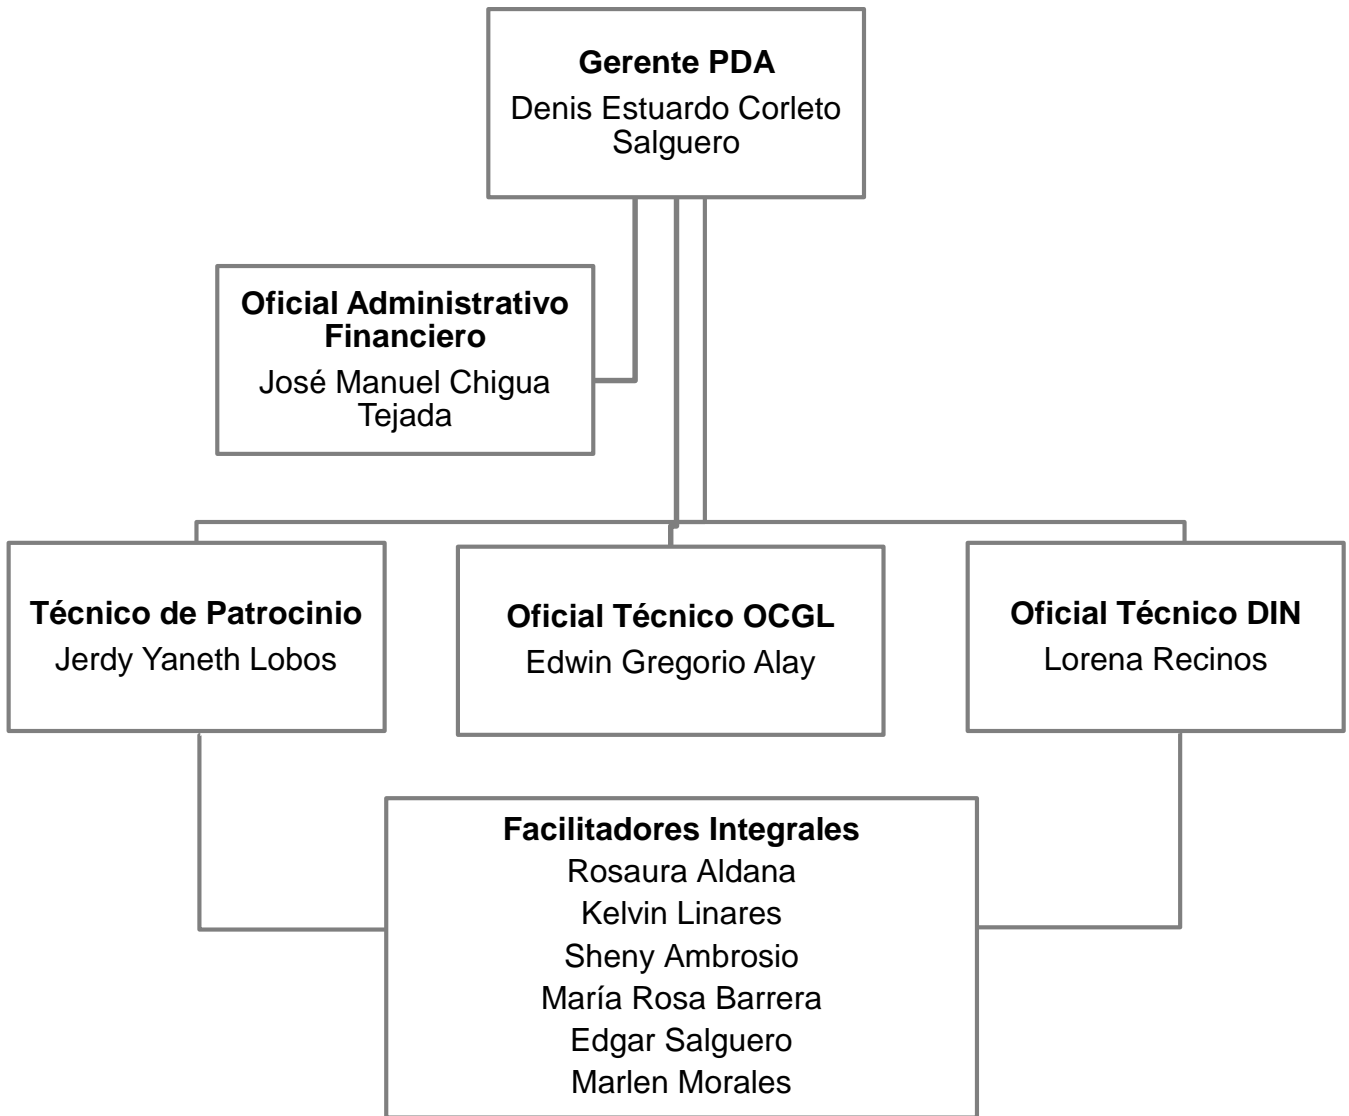 Gerente PDA
Denis Estuardo Corleto
Salguero
Oficial Administrativo
Financiero
José Manuel Chigua
Tejada
Técnico de Patrocinio
Jerdy Yaneth Lobos
Oficial Técnico OCGL
Edwin Gregorio Alay
Oficial Técnico DIN
Lorena Recinos
Facilitadores Integrales
Rosaura Aldana
Kelvin Linares
Sheny Ambrosio
María Rosa Barrera
Edgar Salguero
Marlen Morales